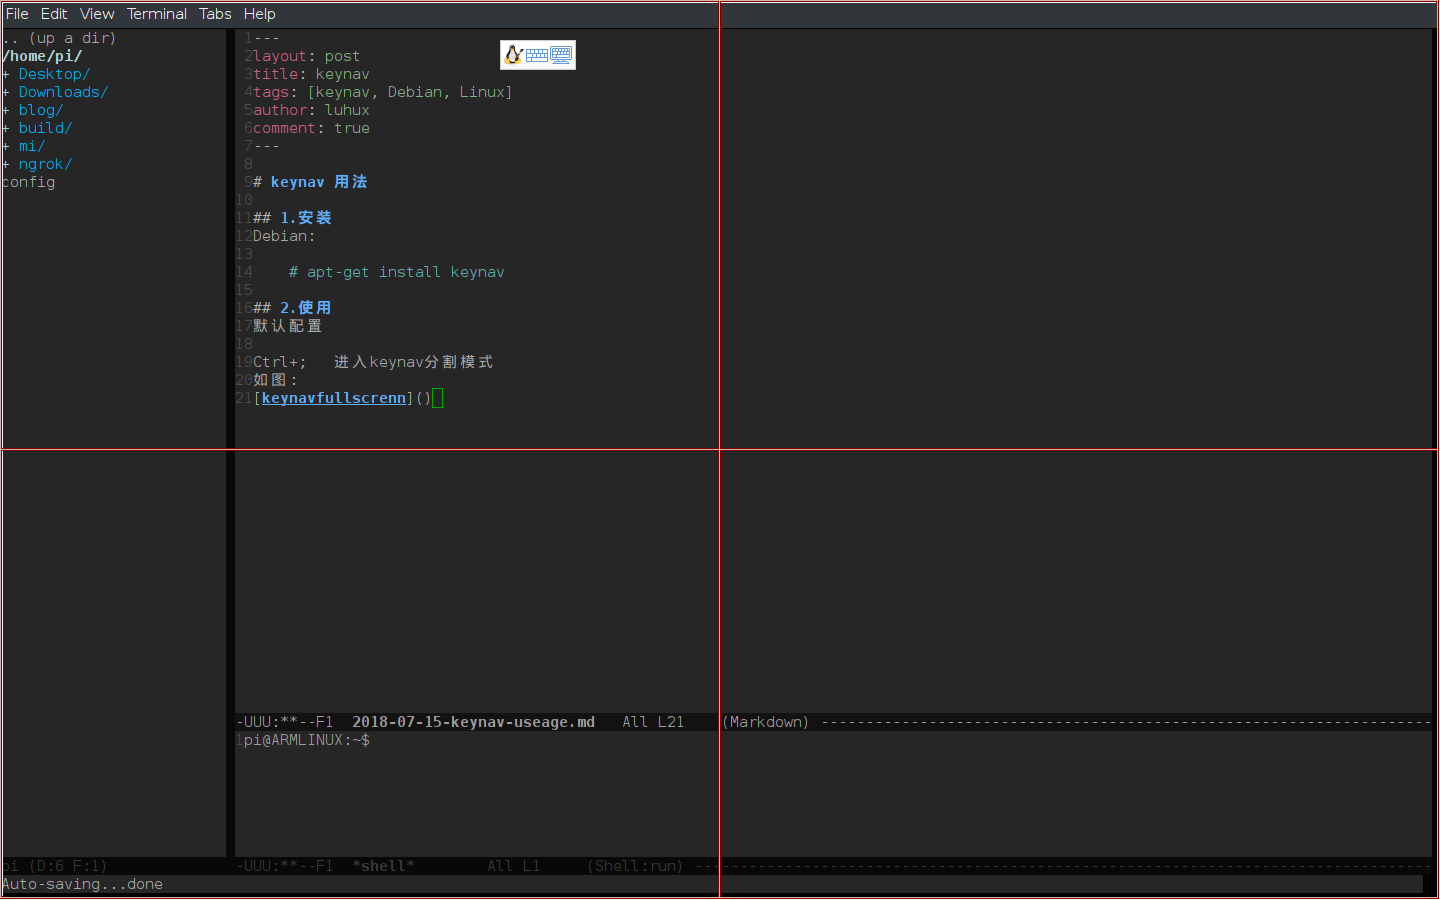 File Edit View Terminal Tabs Help
.. (up a dir)
/home/pi/
+ Desktop/
+ Downloads/
+ blog/
+ build/
+ mi/
+ ngrok/
config
1---
2layout: post
3title: keynav
4tags: [keynav, Debian, Linux]
5author: luhux
6comment: true
7---
8
9# keynav 用法
10
11## 1.安装
12Debian:
13
14    # apt-get install keynav
15
16## 2.使用
17默认配置
18
19Ctrl+;   进入keynav分割模式
20如图：
21[keynavfullscrenn]()
-UUU:**--F1  2018-07-15-keynav-useage.md   All L21    (Markdown) --------------------------------------------------------------------
1pi@ARMLINUX:~$
pi (D:6 F:1)
-UUU:**--F1  *shell*        All L1     (Shell:run) ----------------------------------------------------------------------------------
Auto-saving...done